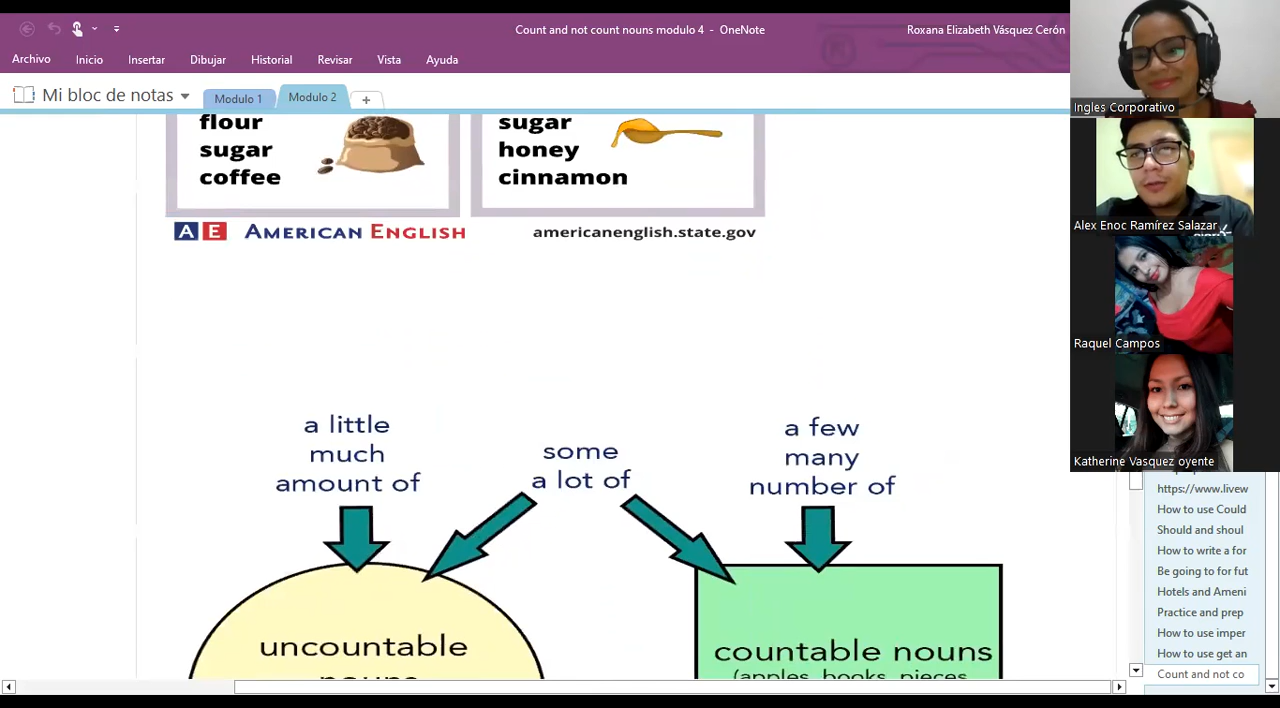 Count and not count nouns modulo 4 - OneNote
Roxana Elizabeth Vásquez Cerón
Archivo Inicio Insertar Dibujar Historial Revisar Vista Ayuda
Mi bloc de notas Modulo 1 Modulo 2 +
flour
sugar
coffee
sugar
honey
cinnamon
AE AMERICAN ENGLISH
americanenglish.state.gov
a little
much
amount of
some
a lot of
a few
many
number of
uncountable
nouns
countable nouns
(apples, books, pieces
Ingles Corporativo
Alex Enoc Ramírez Salazar
Raquel Campos
Katherine Vasquez oyente
https://www.livew
How to use Could
Should and shoul
How to write a for
Be going to for fut
Hotels and Ameni
Practice and prep
How to use imper
How to use get an
Count and not co